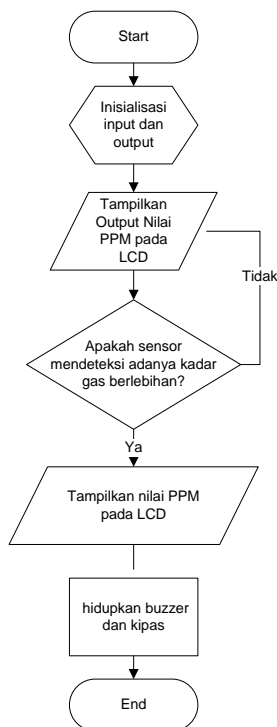 Start
Inisialisasi
input dan
output
Tampilkan
Output Nilai
PPM pada
LCD
Tidak
Apakah sensor
mendeteksi adanya kadar
gas berlebihan?
Ya
Tampilkan nilai PPM
pada LCD
hidupkan buzzer
dan kipas
End